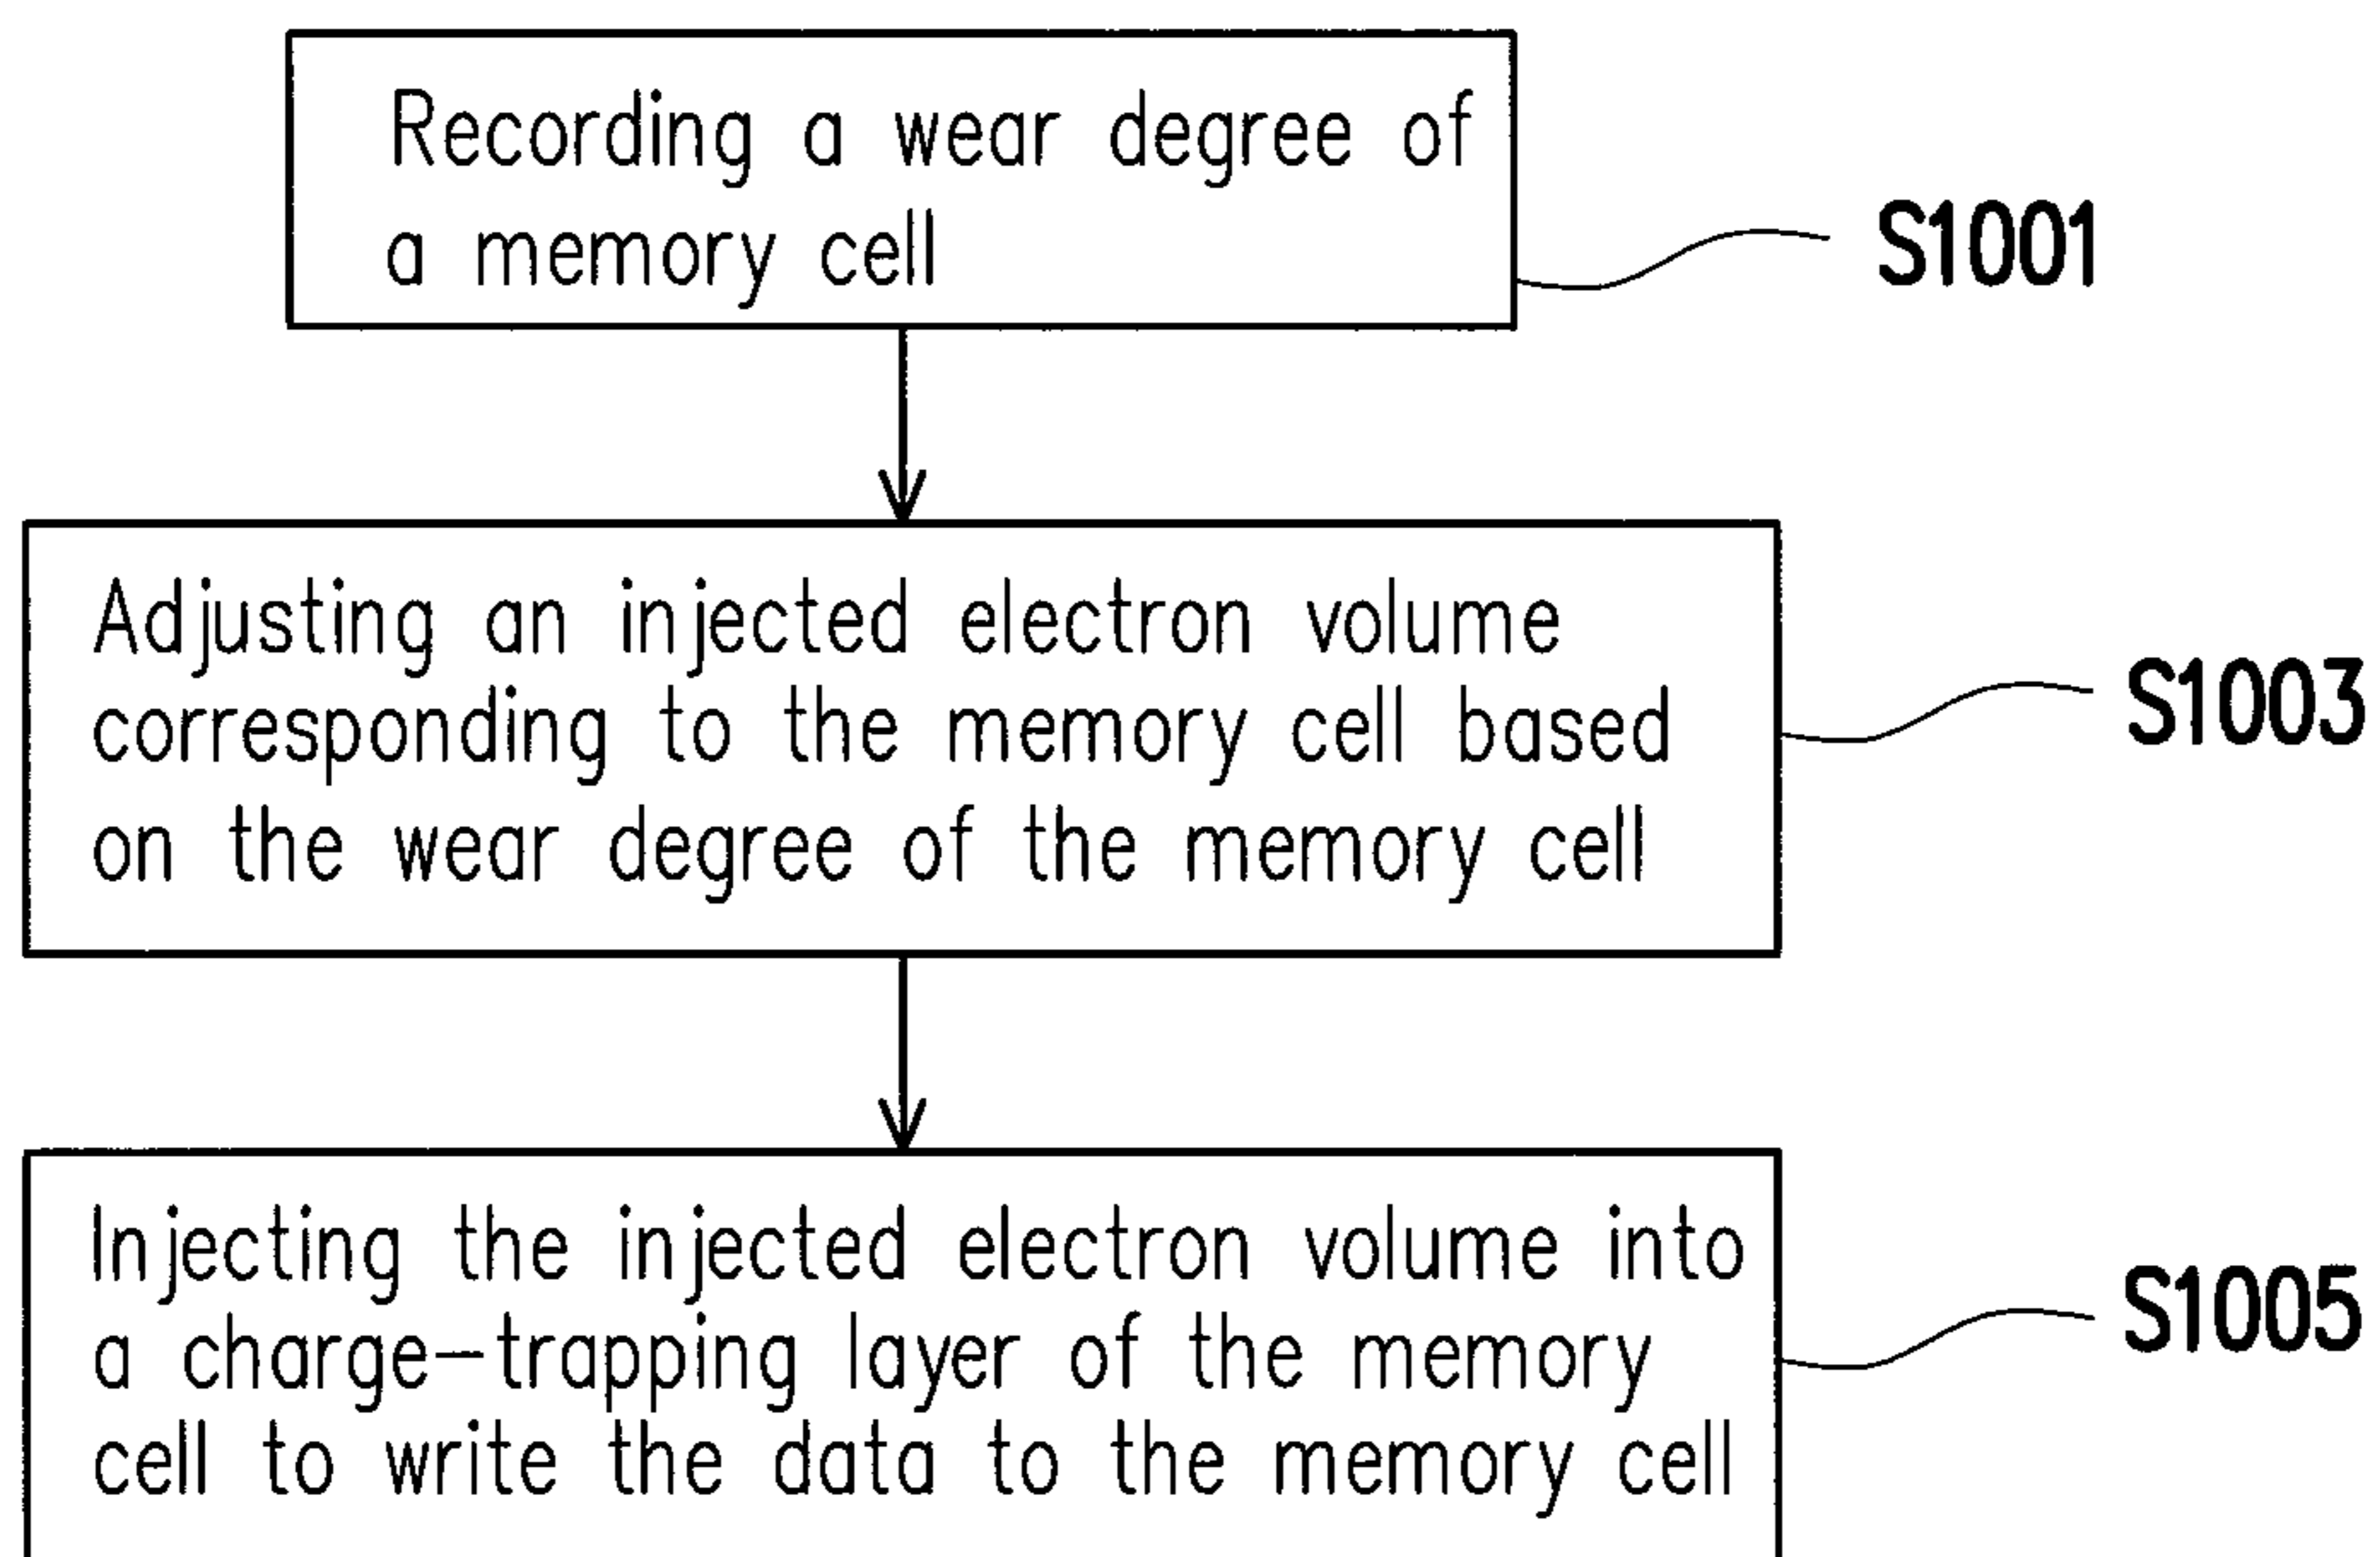 Recording a wear degree of
a memory cell
S1001
Adjusting an injected electron volume
corresponding to the memory cell based
on the wear degree of the memory cell
S1003
Injecting the injected electron volume into
a charge-trapping layer of the memory
cell to write the data to the memory cell
S1005